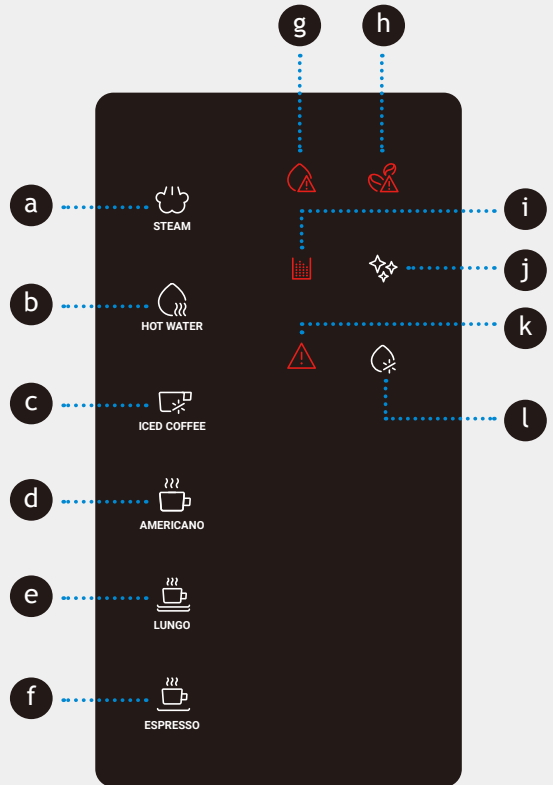 g h
a STEAM i
j
b HOT WATER k
c ICED COFFEE l
d AMERICANO
e LUNGO
f ESPRESSO